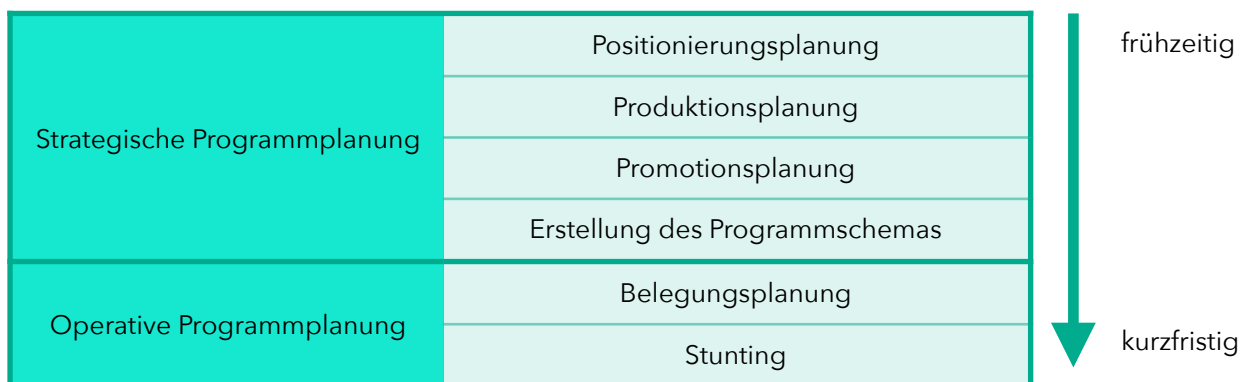 Positionierungsplanung
frühzeitig
Produktionsplanung
Strategische Programmplanung
Promotionsplanung
Erstellung des Programmschemas
Belegungsplanung
Operative Programmplanung
Stunting
kurzfristig